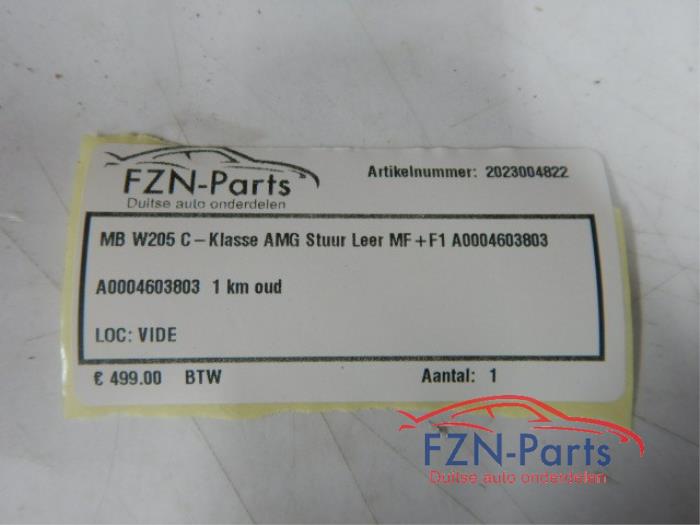 FZN-Parts
Duitse auto onderdelen
Artikelnummer: 2023004822
MB W205 C-Klasse AMG Stuur Leer MF+F1 A0004603803
A0004603803 1 km oud
LOC: VIDE
€ 499.00 BTW
Aantal: 1
FZN-Parts
Duitse auto onderdelen